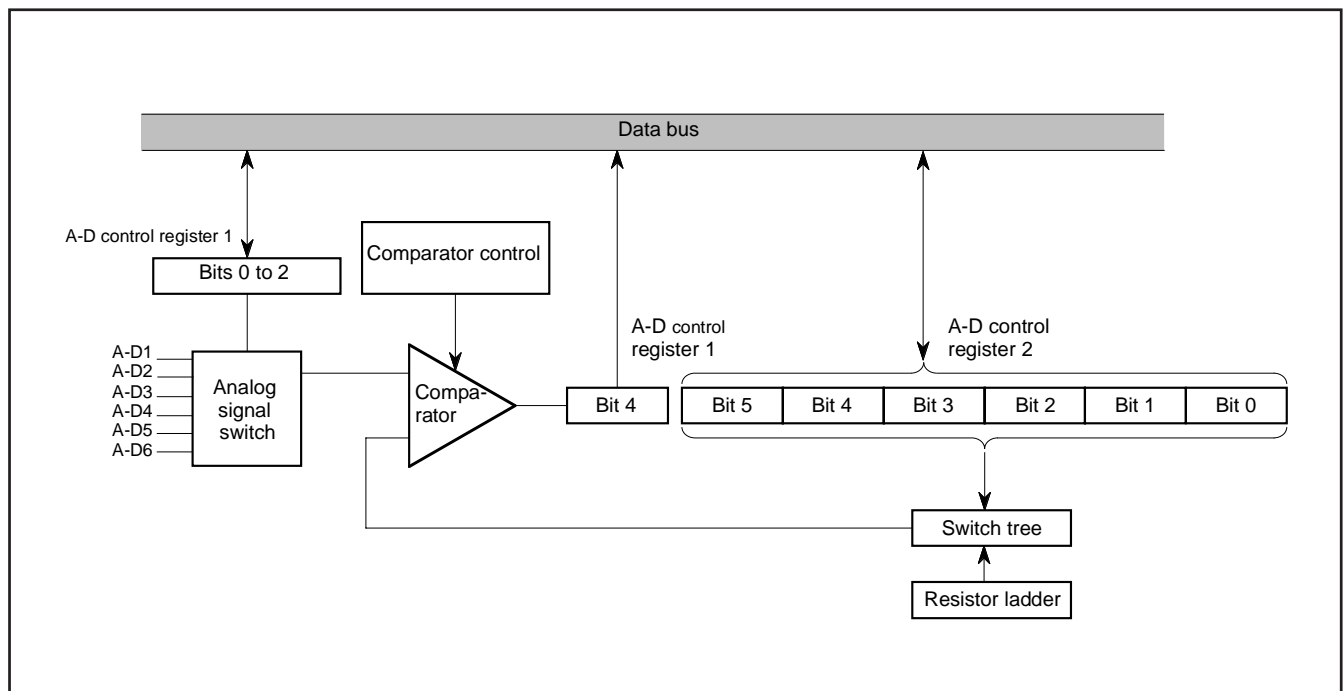 Data bus
A-D control register 1
Bits 0 to 2
Comparator control
A-D1
A-D2
A-D3
A-D4
A-D5
A-D6
Analog
signal
switch
Compa-
rator
A-D control
register 1
Bit 4
A-D control
register 2
Bit 5
Bit 4
Bit 3
Bit 2
Bit 1
Bit 0
Switch tree
Resistor ladder